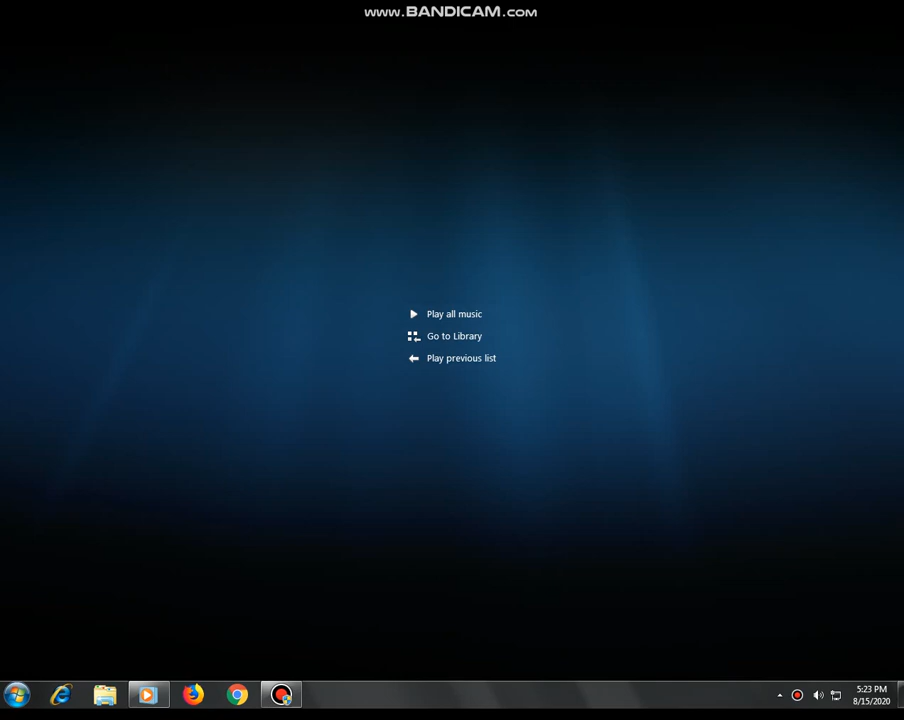 www.BANDICAM.com
Play all music
Go to Library
Play previous list
5:23 PM
8/15/2020